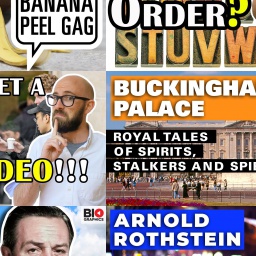 BANANA
PEEL GAG
ORDER?
STUVW
ET A
DEO!!!
BUCKINGHA
PALACE
ROYAL TALES
OF SPIRITS,
STALKERS AND SPI
BIO
GRAPHICS
ARNOLD
ROTHSTEIN